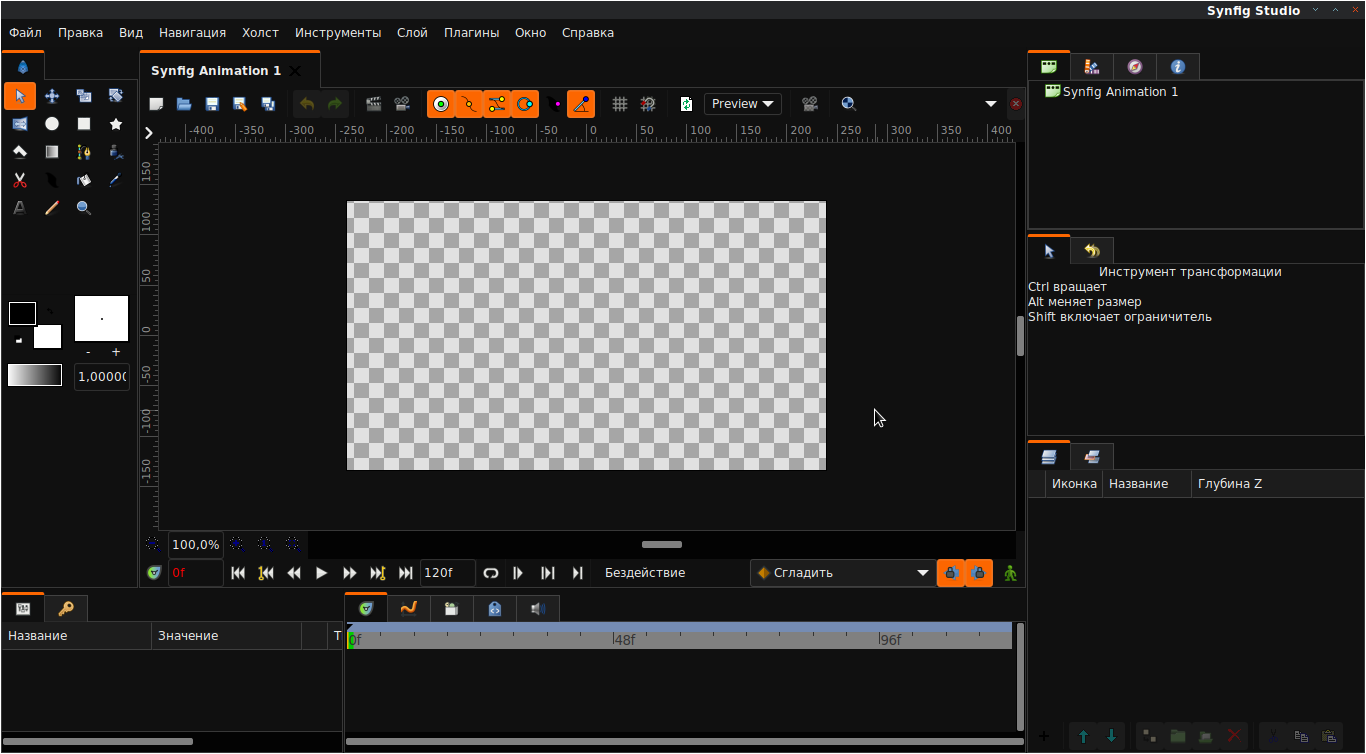 Synfig Studio
Файл Правка Вид Навигация Холст Инструменты Слой Плагины Окно Справка
Synfig Animation 1
Preview
-400 -350 -300 -250 -200 -150 -100 -50 0 50 100 150 200 250 300 350 400
150
100
50
0
-50
-100
-150
- +
1,00000
100,0%
0f 120f Бездействие Сгладить
Название Значение Т
0f 48f 96f
Synfig Animation 1
Инструмент трансформации
Ctrl вращает
Alt меняет размер
Shift включает ограничитель
Иконка Название Глубина Z